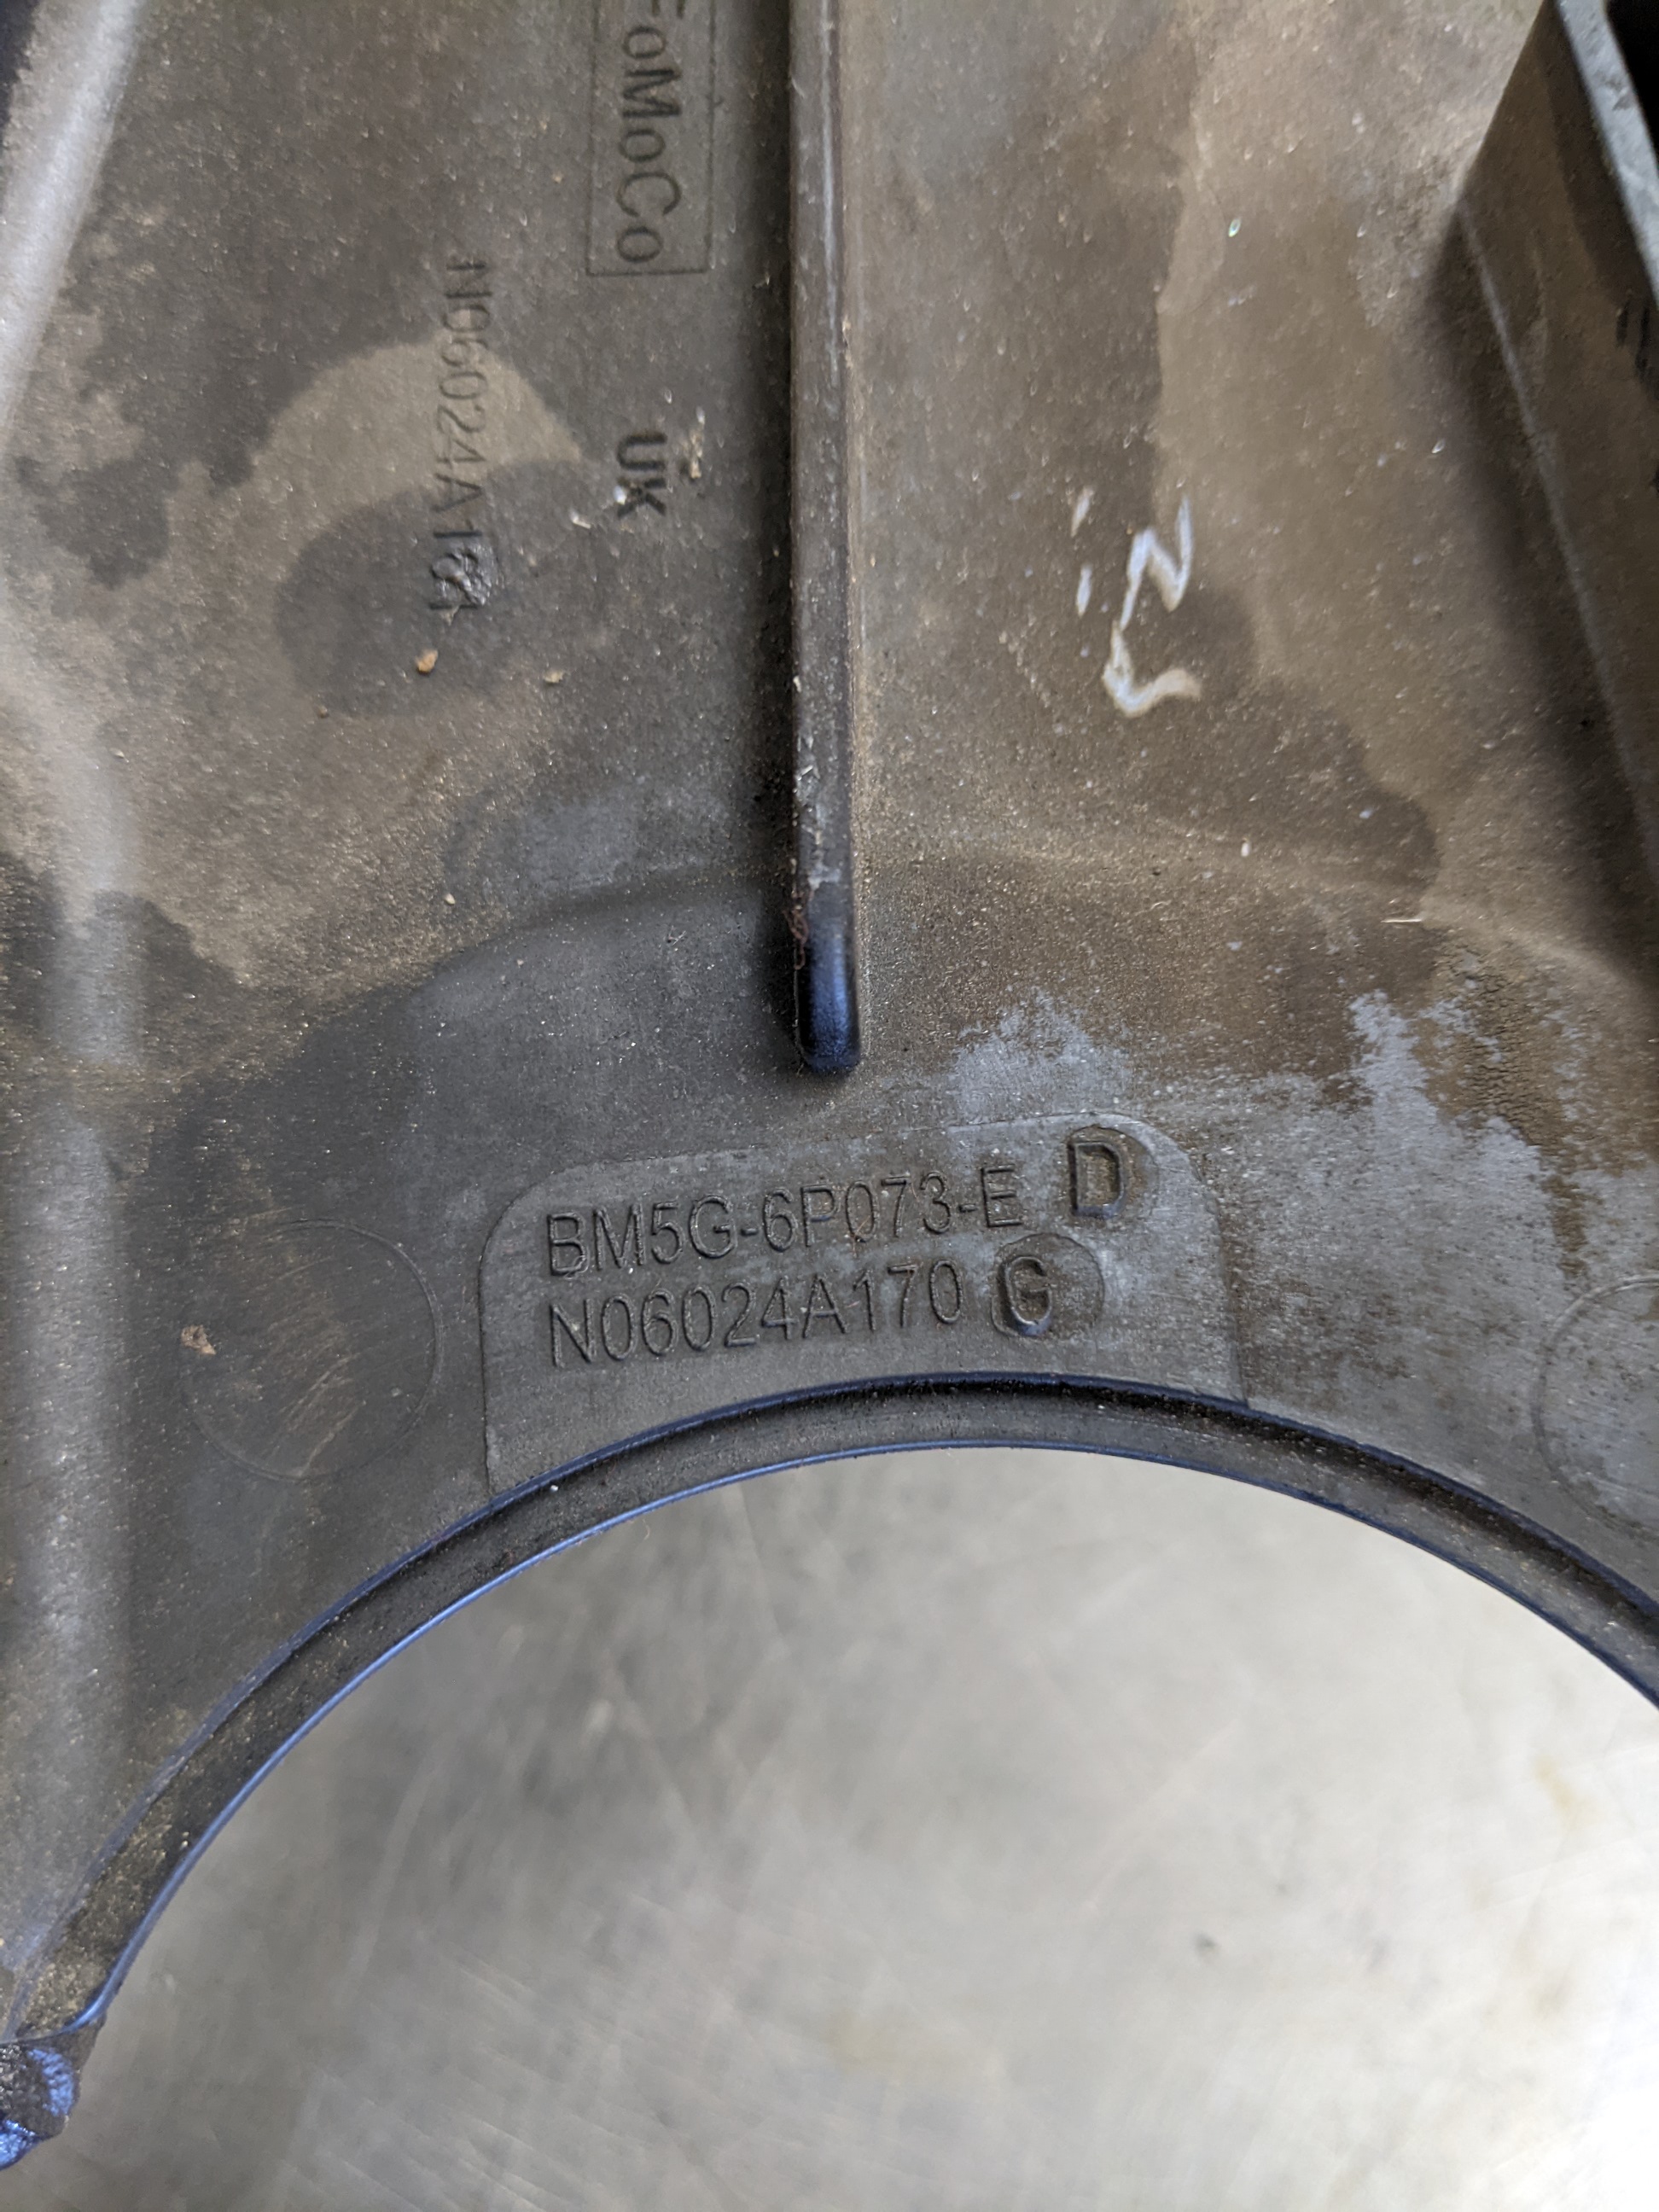 FoMoCo
UK
BM5G-6P073-E D
N06024A170 G